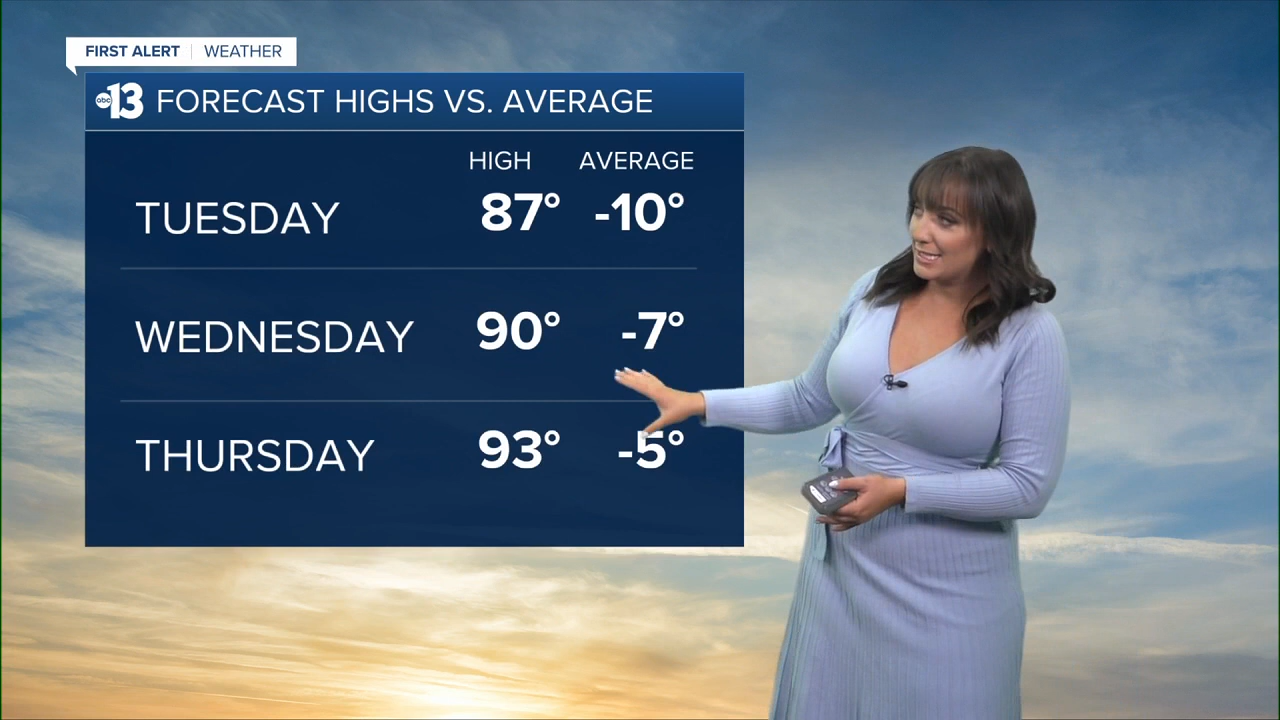 FIRST ALERT | WEATHER
abc 13 FORECAST HIGHS VS. AVERAGE
HIGH AVERAGE
TUESDAY 87° -10°
WEDNESDAY 90° -7°
THURSDAY 93° -5°